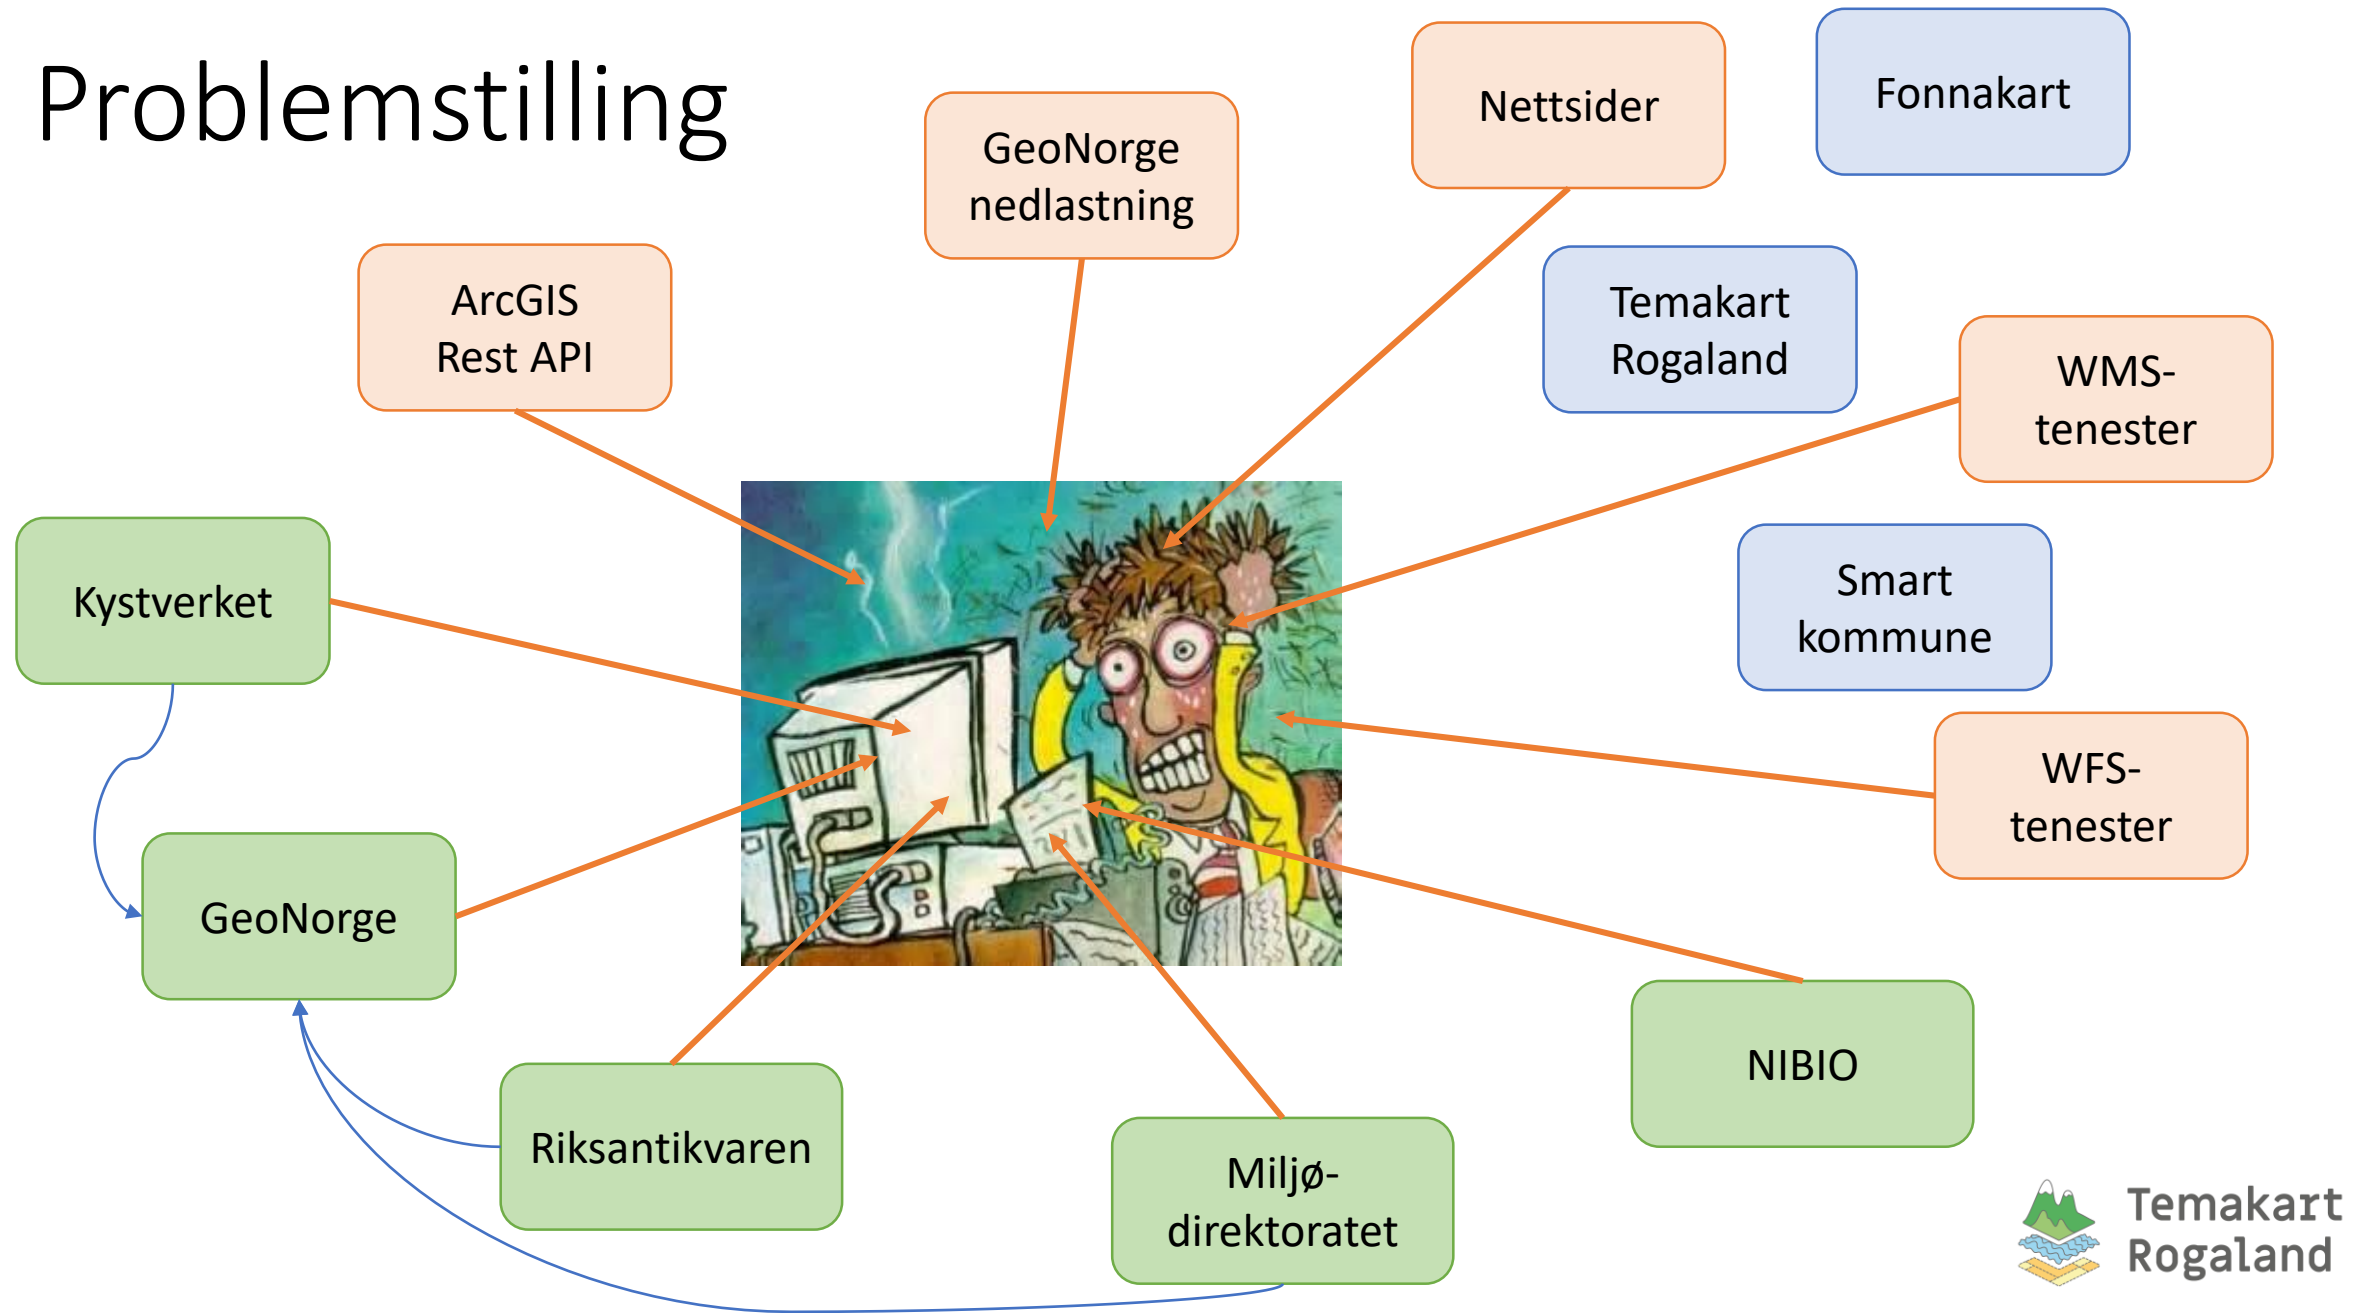 Problemstilling
Nettsider
Fonnakart
GeoNorge
nedlastning
ArcGIS
Rest API
Temakart
Rogaland
WMS-
tenester
Kystverket
Smart
kommune
WFS-
tenester
GeoNorge
NIBIO
Riksantikvaren
Miljø-
direktoratet
Temakart
Rogaland